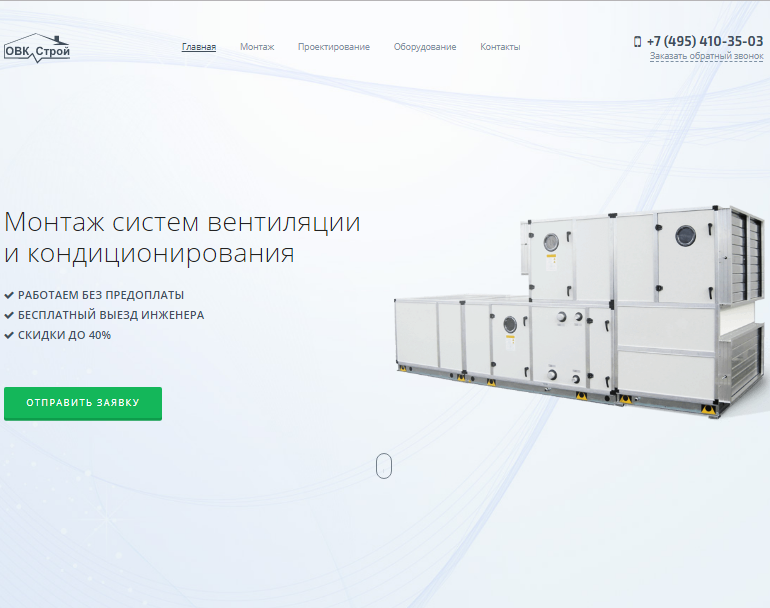 ОВК Строй
Главная
Монтаж
Проектирование
Оборудование
Контакты
+7 (495) 410-35-03
Заказать обратный звонок
Монтаж систем вентиляции
и кондиционирования
РАБОТАЕМ БЕЗ ПРЕДОПЛАТЫ
БЕСПЛАТНЫЙ ВЫЕЗД ИНЖЕНЕРА
СКИДКИ ДО 40%
ОТПРАВИТЬ ЗАЯВКУ